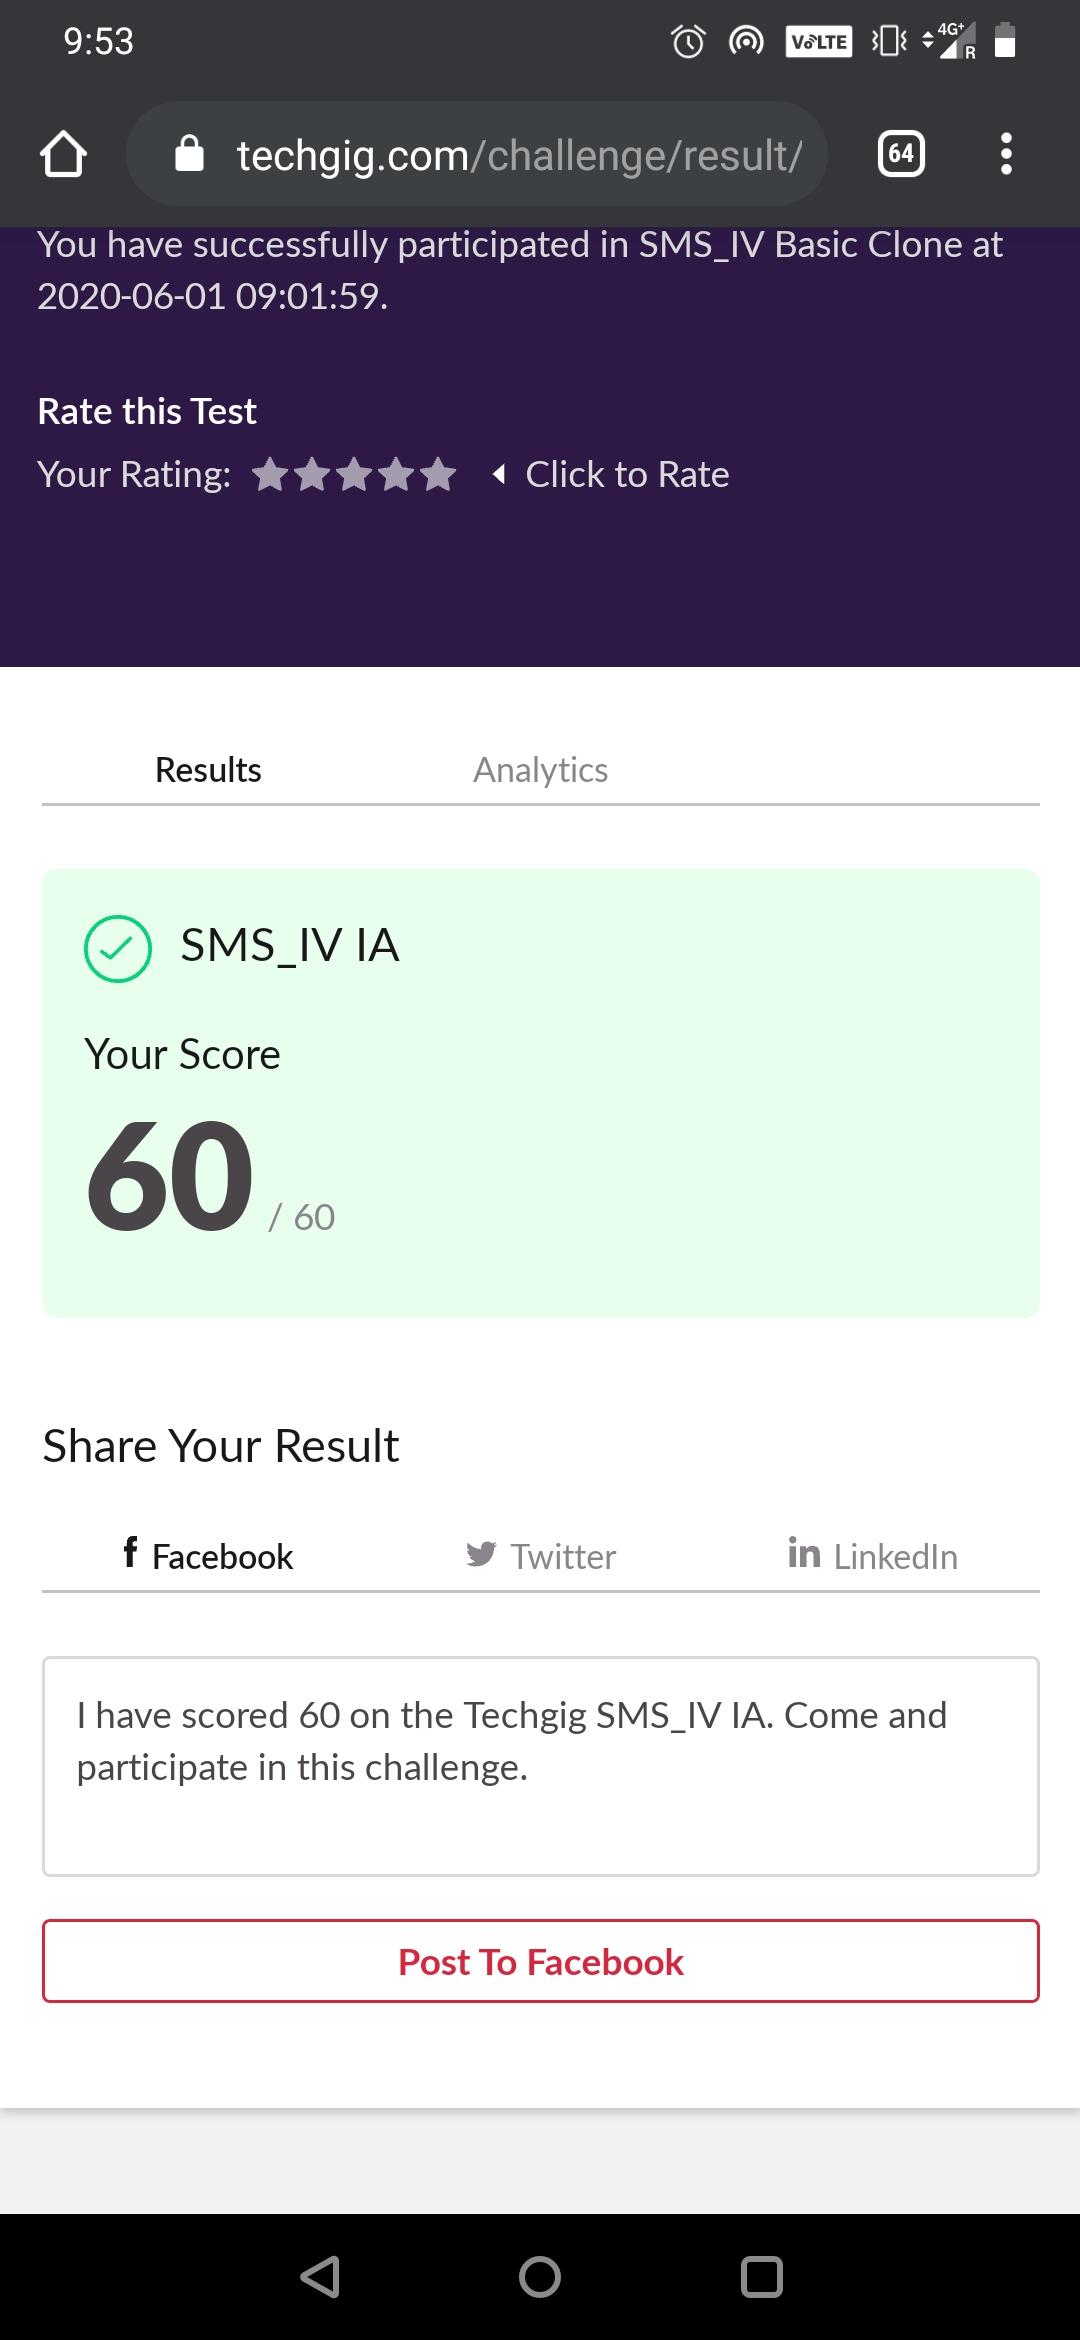 9:53
VoLTE
4G+
R
techgig.com/challenge/result/
64
You have successfully participated in SMS_IV Basic Clone at
2020-06-01 09:01:59.
Rate this Test
Your Rating: Click to Rate
Results Analytics
SMS_IV IA
Your Score
60 / 60
Share Your Result
f Facebook Twitter in LinkedIn
I have scored 60 on the Techgig SMS_IV IA. Come and
participate in this challenge.
Post To Facebook